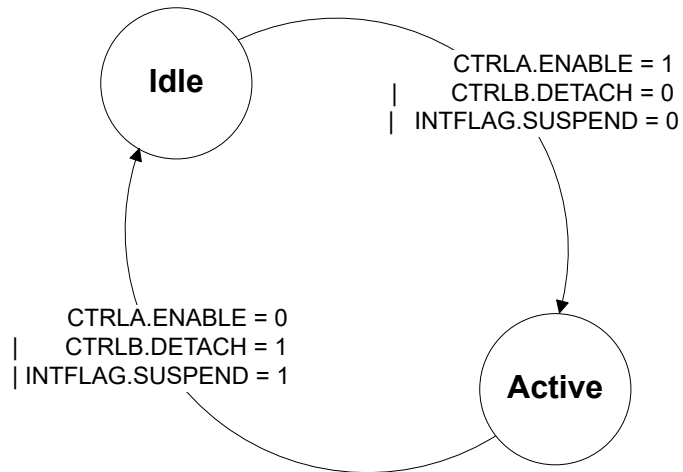 Idle
CTRLA.ENABLE = 1
| CTRLB.DETACH = 0
| INTFLAG.SUSPEND = 0
CTRLA.ENABLE = 0
| CTRLB.DETACH = 1
| INTFLAG.SUSPEND = 1
Active